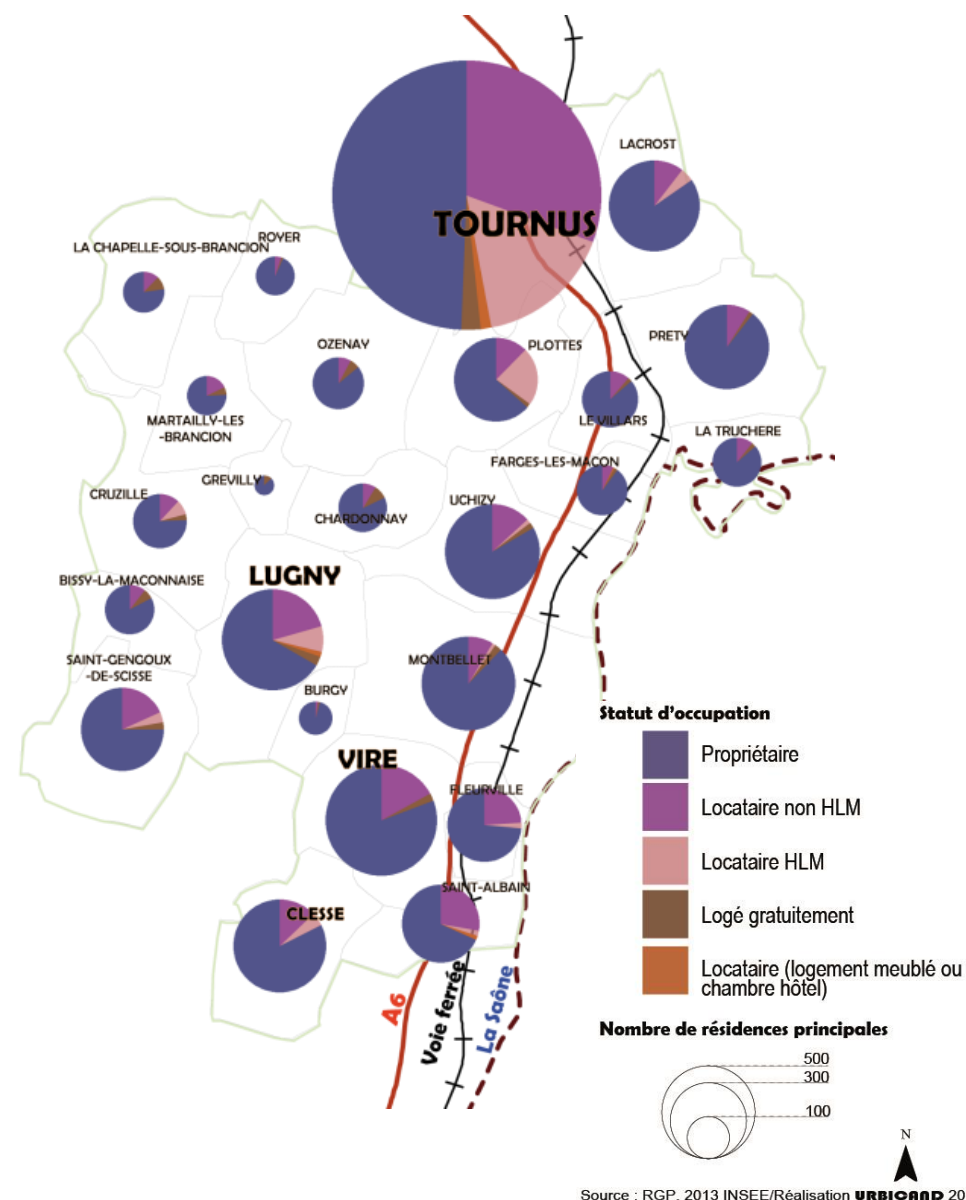 LACROST
TOURNUS
ROYER
LA CHAPELLE-SOUS-BRANCION
PRETY
OZENAY
PLOTTES
MARTAILLY-LES
-BRANCION
LE VILLARS
LA TRUCHERE
FARGES-LES-MACON
GREVILLY
CRUZILLE
UCHIZY
CHARDONNAY
LUGNY
BISSY-LA-MACONNAISE
SAINT-GENGOUX
-DE-SCISSE
MONTBELLET
BURGY
VIRE
FLEURVILLE
SAINT-ALBAIN
CLESSE
A6
Voie ferrée
La Saône
Statut d'occupation
Propriétaire
Locataire non HLM
Locataire HLM
Logé gratuitement
Locataire (logement meublé ou
chambre hôtel)
Nombre de résidences principales
500
300
100
N
Source : RGP, 2013 INSEE/Réalisation URBICAND 20